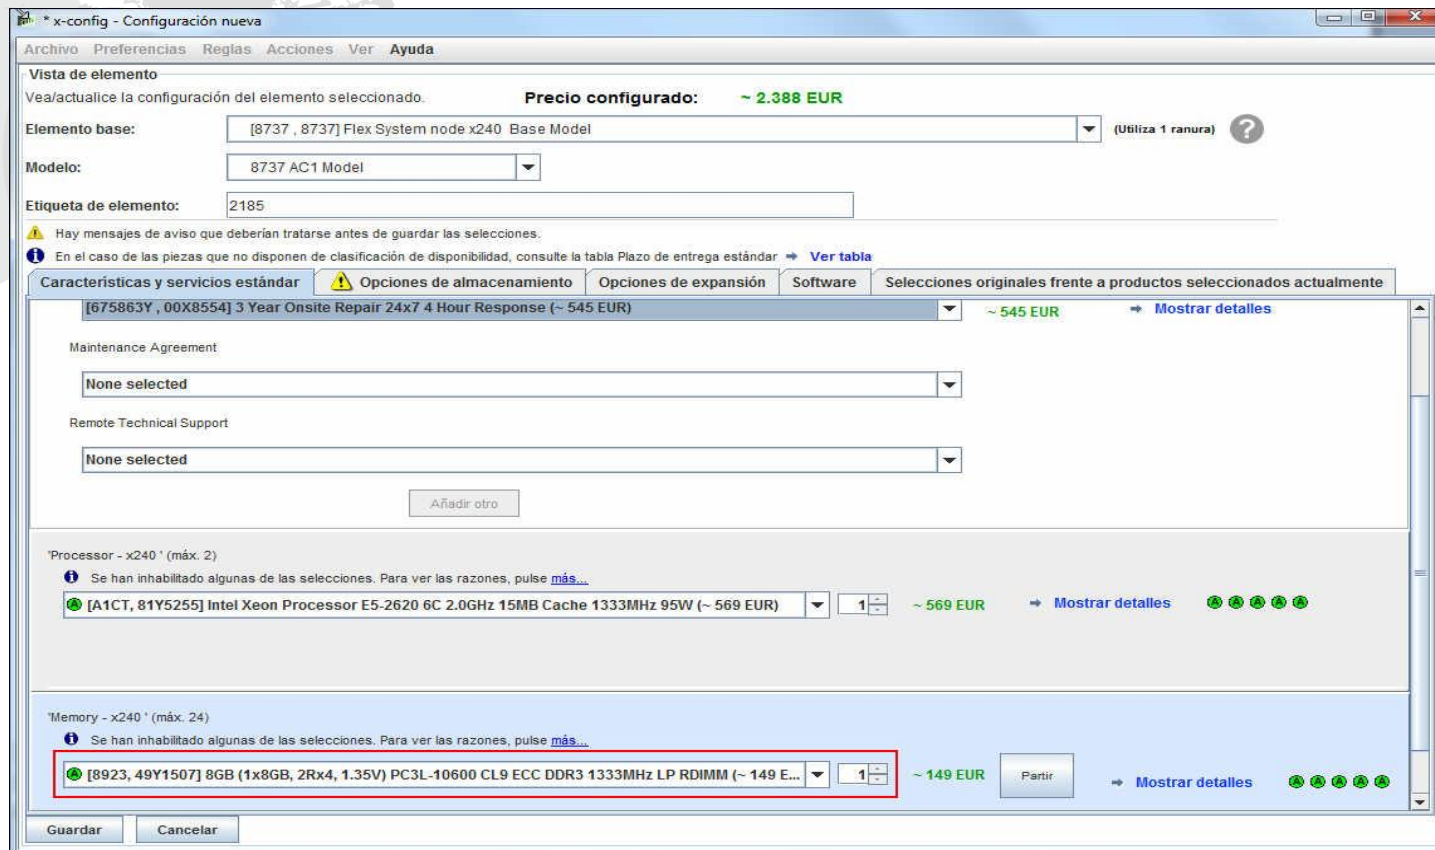 * x-config - Configuración nueva
Archivo Preferencias Reglas Acciones Ver Ayuda
Vista de elemento
Vea/actualice la configuración del elemento seleccionado. Precio configurado: ~ 2.388 EUR
Elemento base: [8737 , 8737] Flex System node x240 Base Model (Utiliza 1 ranura) ?
Modelo: 8737 AC1 Model
Etiqueta de elemento: 2185
Hay mensajes de aviso que deberían tratarse antes de guardar las selecciones.
En el caso de las piezas que no disponen de clasificación de disponibilidad, consulte la tabla Plazo de entrega estándar Ver tabla
Características y servicios estándar Opciones de almacenamiento Opciones de expansión Software Selecciones originales frente a productos seleccionados actualmente
[675863Y , 00X8554] 3 Year Onsite Repair 24x7 4 Hour Response (~ 545 EUR) ~ 545 EUR Mostrar detalles
Maintenance Agreement
None selected
Remote Technical Support
None selected
Añadir otro
'Processor - x240 ' (máx. 2)
Se han inhabilitado algunas de las selecciones. Para ver las razones, pulse más...
A [A1CT, 81Y5255] Intel Xeon Processor E5-2620 6C 2.0GHz 15MB Cache 1333MHz 95W (~ 569 EUR) 1 ~ 569 EUR Mostrar detalles A A A A A
'Memory - x240 ' (máx. 24)
Se han inhabilitado algunas de las selecciones. Para ver las razones, pulse más...
A [8923, 49Y1507] 8GB (1x8GB, 2Rx4, 1.35V) PC3L-10600 CL9 ECC DDR3 1333MHz LP RDIMM (~ 149 E... 1 ~ 149 EUR Partir Mostrar detalles A A A A A
Guardar Cancelar